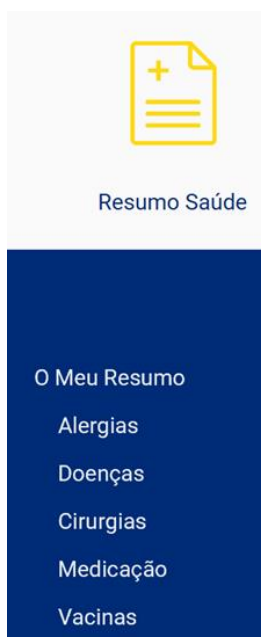 Resumo Saúde
O Meu Resumo
Alergias
Doenças
Cirurgias
Medicação
Vacinas